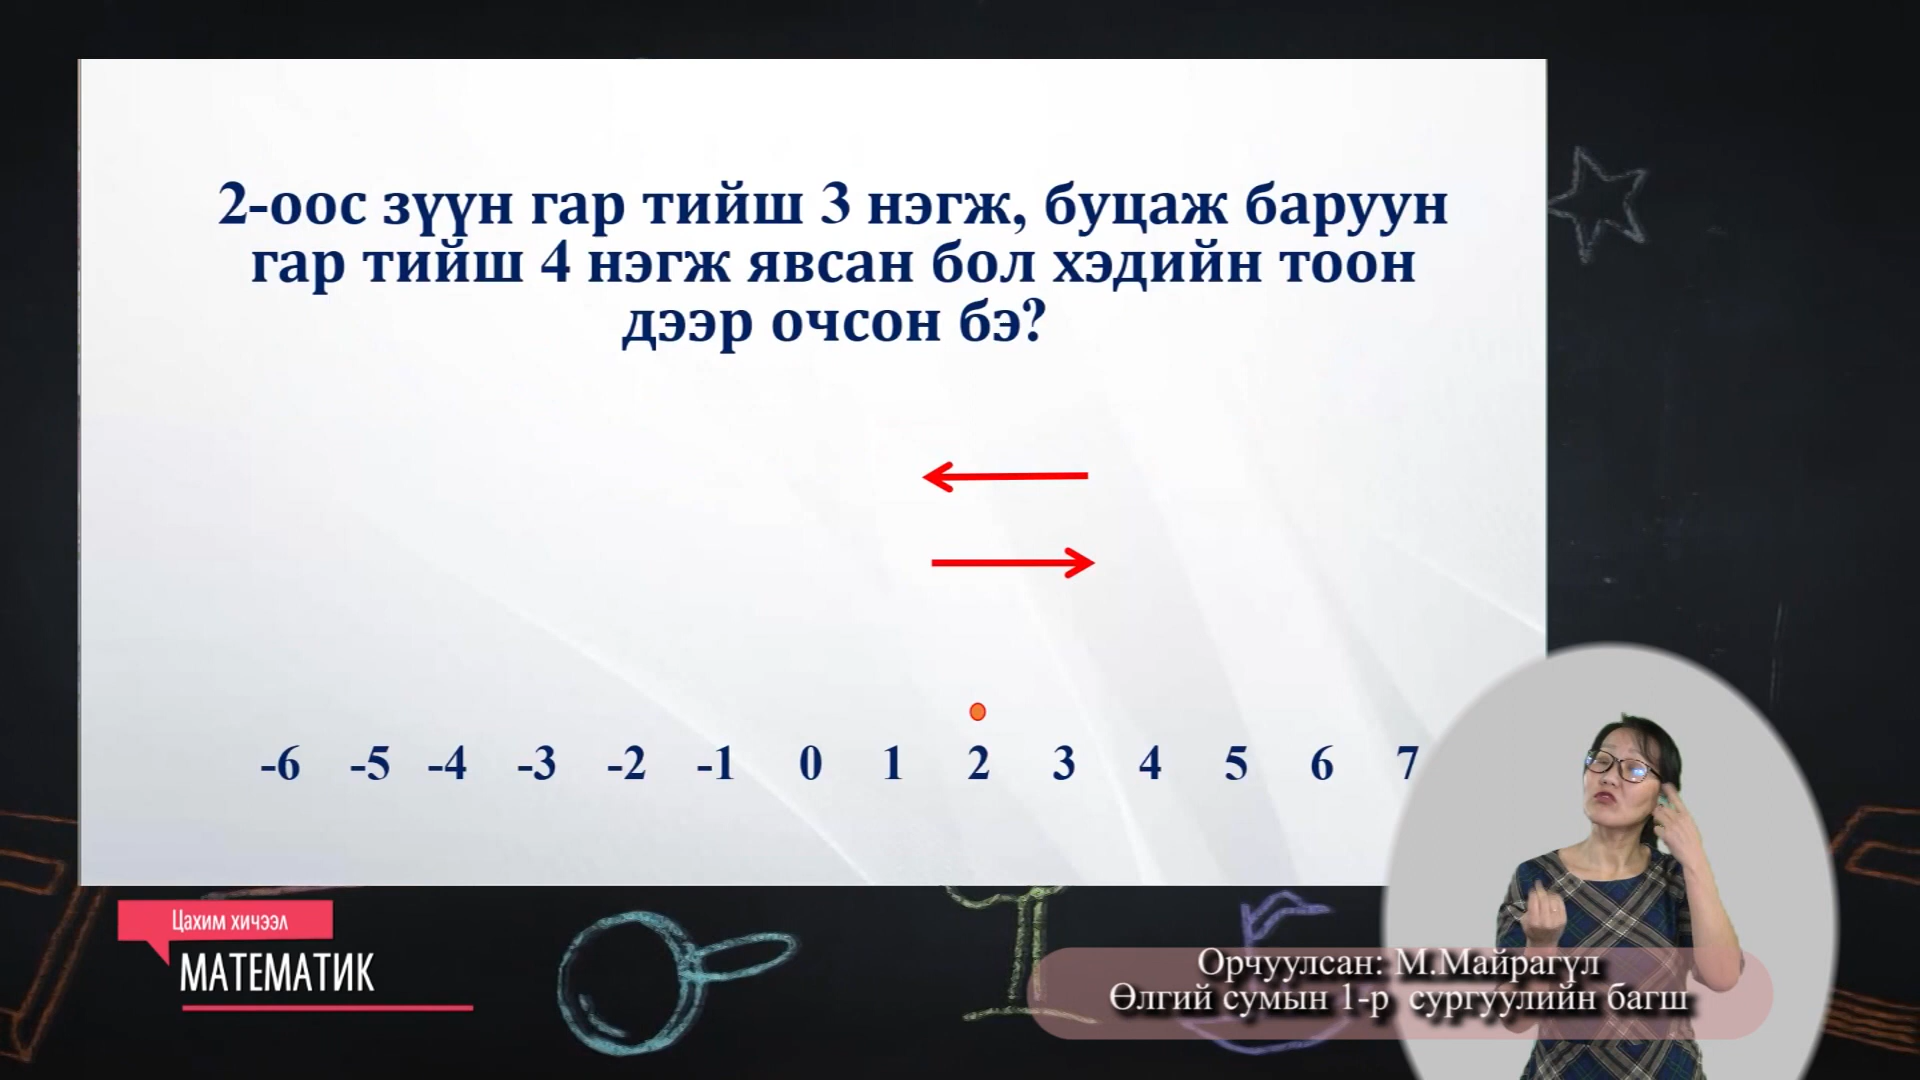 2-оос зүүн гар тийш 3 нэгж, буцаж баруун
гар тийш 4 нэгж явсан бол хэдийн тоон
дээр очсон бэ?
-6 -5 -4 -3 -2 -1 0 1 2 3 4 5 6 7
Цахим хичээл
МАТЕМАТИК
Орчуулсан: М.Майрагүл
Өлгий сумын 1-р сургуулийн багш